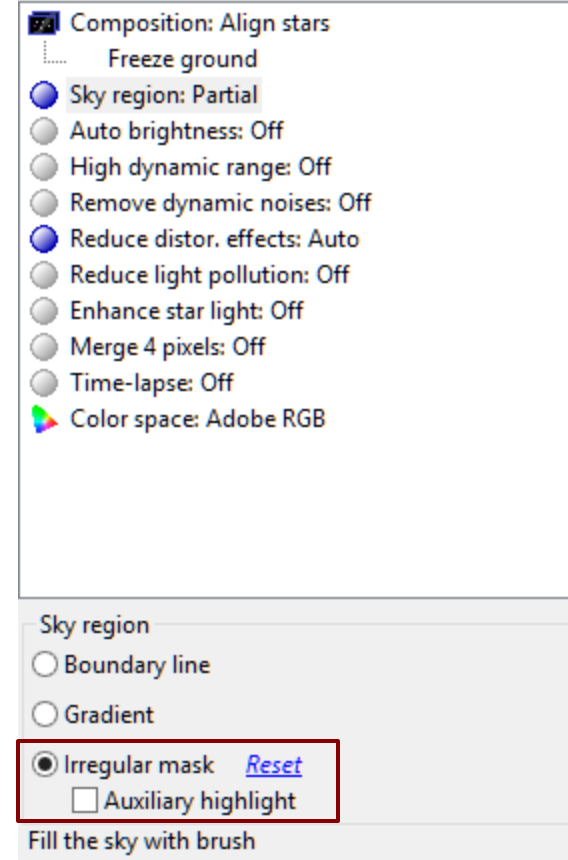 Composition: Align stars
Freeze ground
Sky region: Partial
Auto brightness: Off
High dynamic range: Off
Remove dynamic noises: Off
Reduce distor. effects: Auto
Reduce light pollution: Off
Enhance star light: Off
Merge 4 pixels: Off
Time-lapse: Off
Color space: Adobe RGB
Sky region
Boundary line
Gradient
Irregular mask Reset
Auxiliary highlight
Fill the sky with brush